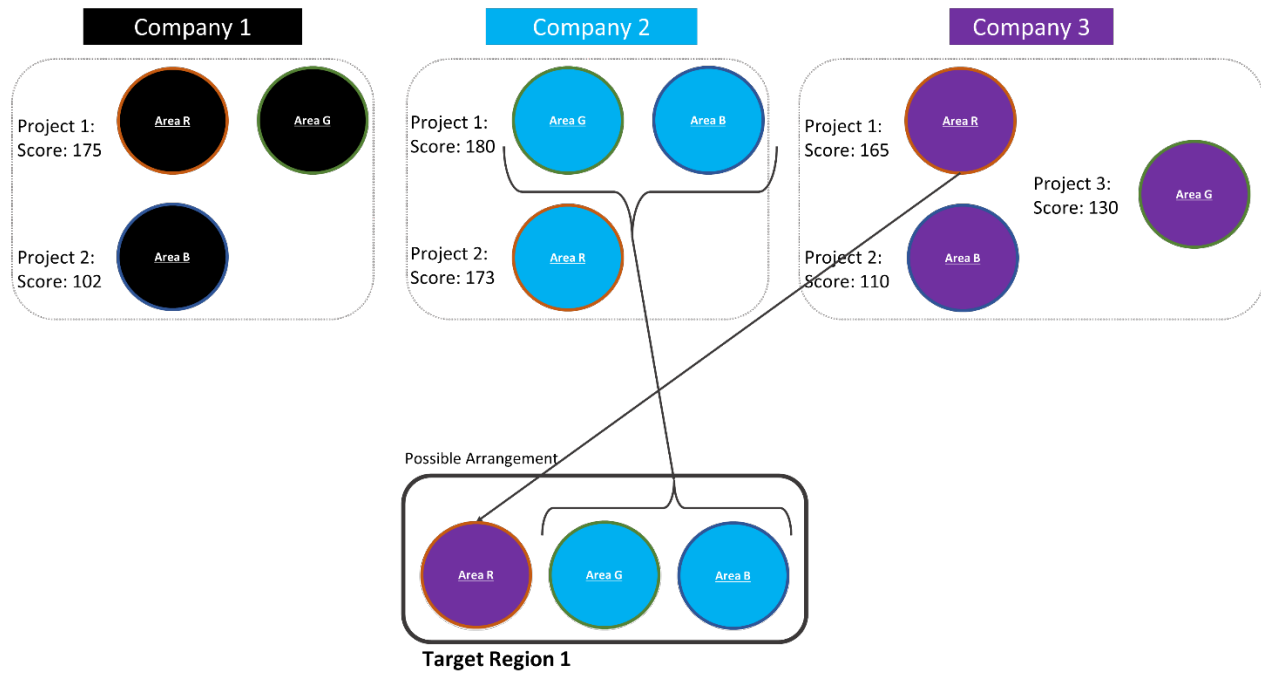 Company 1
Company 2
Company 3
Project 1:
Score: 175
Area R
Area G
Project 2:
Score: 102
Area B
Project 1:
Score: 180
Area G
Area B
Project 2:
Score: 173
Area R
Project 1:
Score: 165
Area R
Project 2:
Score: 110
Area B
Project 3:
Score: 130
Area G
Possible Arrangement
Area R
Area G
Area B
Target Region 1